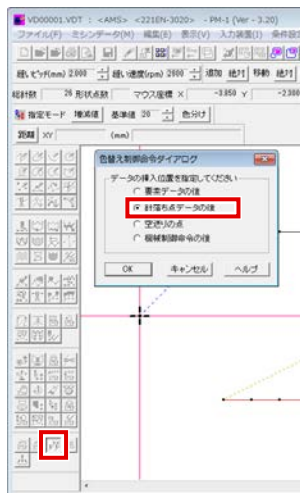 VD00001.VDT : <AMS> <221EN-3020> - PM-1 (Ver - 3.20)
ファイル(F) ミシンデータ(M) 編集(E) 表示(V) 入力装置(I) 条件設
縫いピッチ(mm) 2.000 縫い速度(rpm) 2800 追加 絶対 移動 絶対
総針数 26 形状点数 マウス座標 X -3.850 Y -2.300
指定モード 増減値 基準値 20 色分け
距離 XY (mm)
色替え制御命令ダイアログ
データの挿入位置を指定してください
要素データの後
針落ち点データの後
空送りの点
機械制御命令の後
OK キャンセル ヘルプ